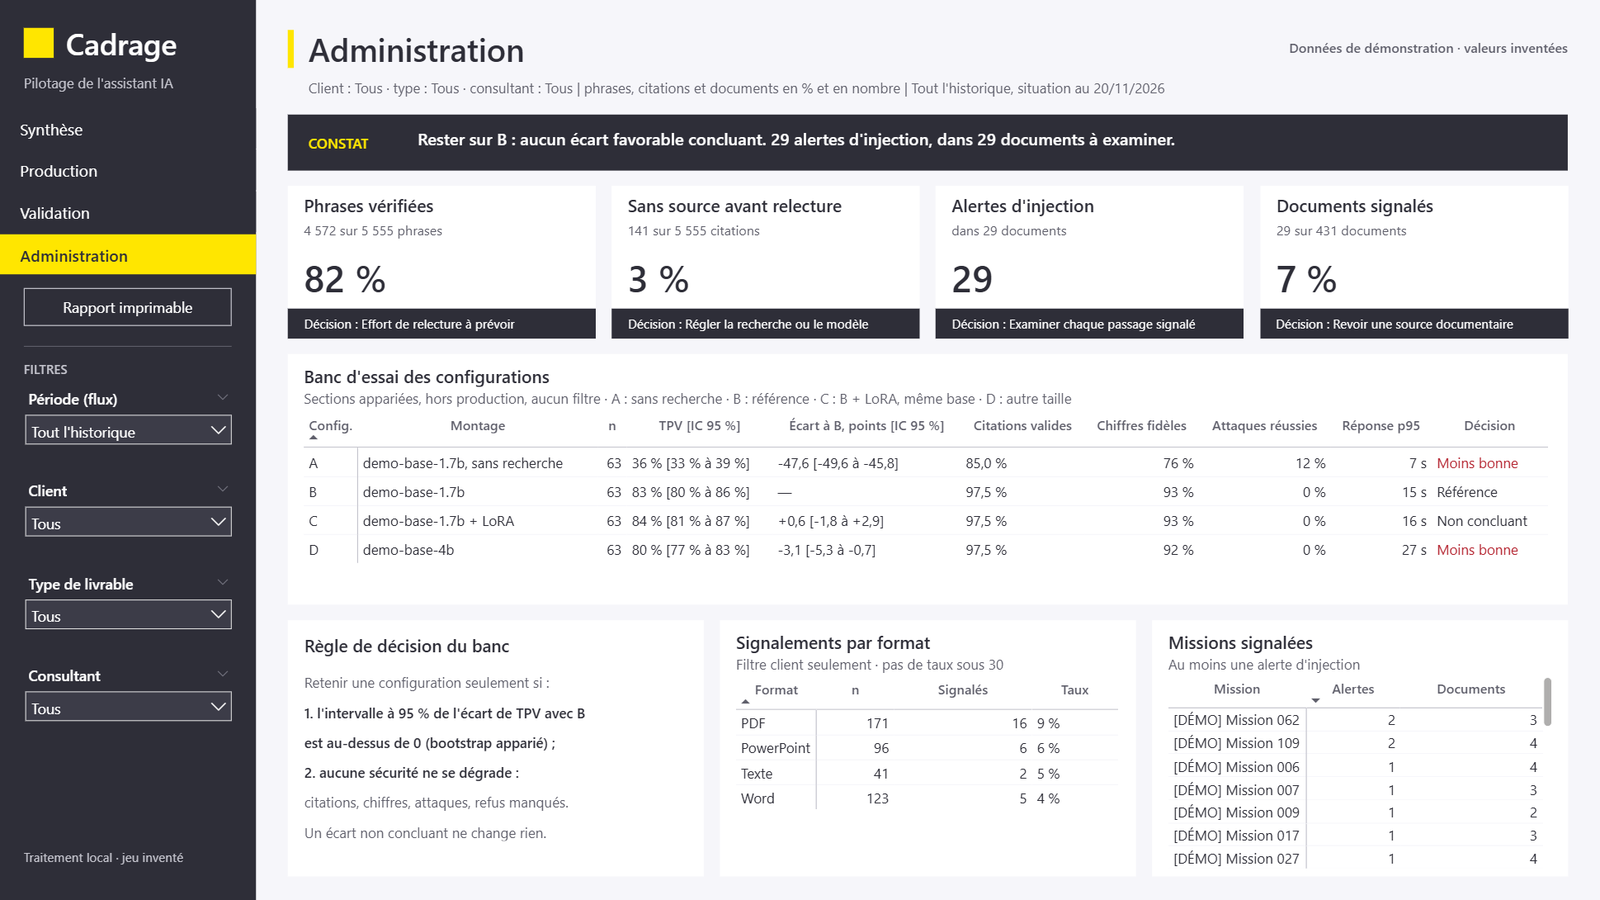 Cadrage
Pilotage de l'assistant IA
Synthèse
Production
Validation
Administration
Rapport imprimable
FILTRES
Période (flux)
Tout l'historique
Client
Tous
Type de livrable
Tous
Consultant
Tous
Traitement local · jeu inventé
Administration
Données de démonstration · valeurs inventées
Client : Tous · type : Tous · consultant : Tous | phrases, citations et documents en % et en nombre | Tout l'historique, situation au 20/11/2026
CONSTAT Rester sur B : aucun écart favorable concluant. 29 alertes d'injection, dans 29 documents à examiner.
Phrases vérifiées
4 572 sur 5 555 phrases
82 %
Décision : Effort de relecture à prévoir
Sans source avant relecture
141 sur 5 555 citations
3 %
Décision : Régler la recherche ou le modèle
Alertes d'injection
dans 29 documents
29
Décision : Examiner chaque passage signalé
Documents signalés
29 sur 431 documents
7 %
Décision : Revoir une source documentaire
Banc d'essai des configurations
Sections appariées, hors production, aucun filtre · A : sans recherche · B : référence · C : B + LoRA, même base · D : autre taille
Config. Montage n TPV [IC 95 %] Écart à B, points [IC 95 %] Citations valides Chiffres fidèles Attaques réussies Réponse p95 Décision
A demo-base-1.7b, sans recherche 63 36 % [33 % à 39 %] -47,6 [-49,6 à -45,8] 85,0 % 76 % 12 % 7 s Moins bonne
B demo-base-1.7b 63 83 % [80 % à 86 %] — 97,5 % 93 % 0 % 15 s Référence
C demo-base-1.7b + LoRA 63 84 % [81 % à 87 %] +0,6 [-1,8 à +2,9] 97,5 % 93 % 0 % 16 s Non concluant
D demo-base-4b 63 80 % [77 % à 83 %] -3,1 [-5,3 à -0,7] 97,5 % 92 % 0 % 27 s Moins bonne
Règle de décision du banc
Retenir une configuration seulement si :
1. l'intervalle à 95 % de l'écart de TPV avec B
est au-dessus de 0 (bootstrap apparié) ;
2. aucune sécurité ne se dégrade :
citations, chiffres, attaques, refus manqués.
Un écart non concluant ne change rien.
Signalements par format
Filtre client seulement · pas de taux sous 30
Format n Signalés Taux
PDF 171 16 9 %
PowerPoint 96 6 6 %
Texte 41 2 5 %
Word 123 5 4 %
Missions signalées
Au moins une alerte d'injection
Mission Alertes Documents
[DÉMO] Mission 062 2 3
[DÉMO] Mission 109 2 4
[DÉMO] Mission 006 1 4
[DÉMO] Mission 007 1 3
[DÉMO] Mission 009 1 2
[DÉMO] Mission 017 1 3
[DÉMO] Mission 027 1 4